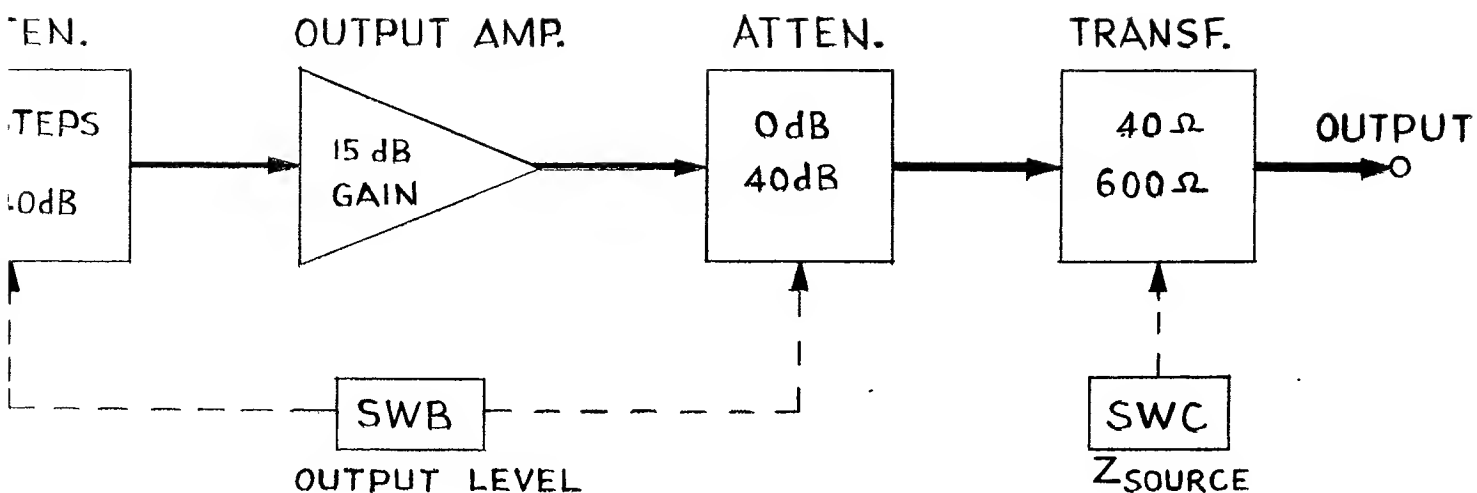 OUTPUT AMP.
ATTEN.
TRANSF.
15 dB
GAIN
0dB
40dB
40Ω
600Ω
OUTPUT
SWB
OUTPUT LEVEL
SWC
ZSOURCE